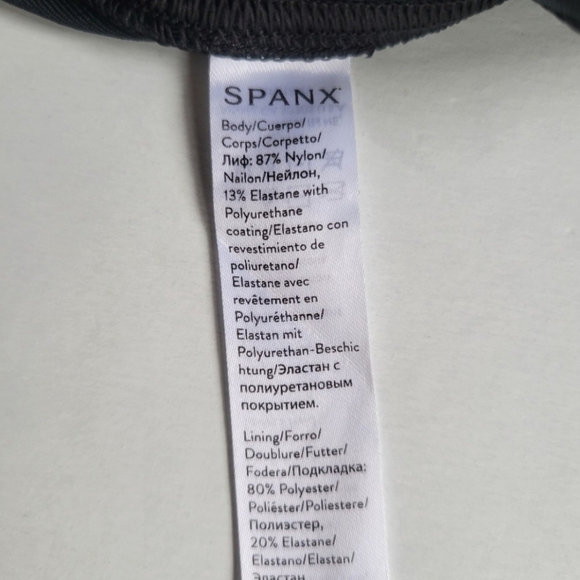 SPANX
Body/Cuerpo/
Corps/Corpetto/
Лиф: 87% Nylon/
Nailon/Нейлон,
13% Elastane with
Polyurethane
coating/Elastano con
revestimiento de
poliuretano/
Elastane avec
revêtement en
Polyuréthanne/
Elastan mit
Polyurethan-Beschic
htung/Эластан с
полиуретановым
покрытием.
Lining/Forro/
Doublure/Futter/
Fodera/Подкладка:
80% Polyester/
Poliéster/Poliestere/
Полиэстер,
20% Elastane/
Elastano/Elastan/
Эластан